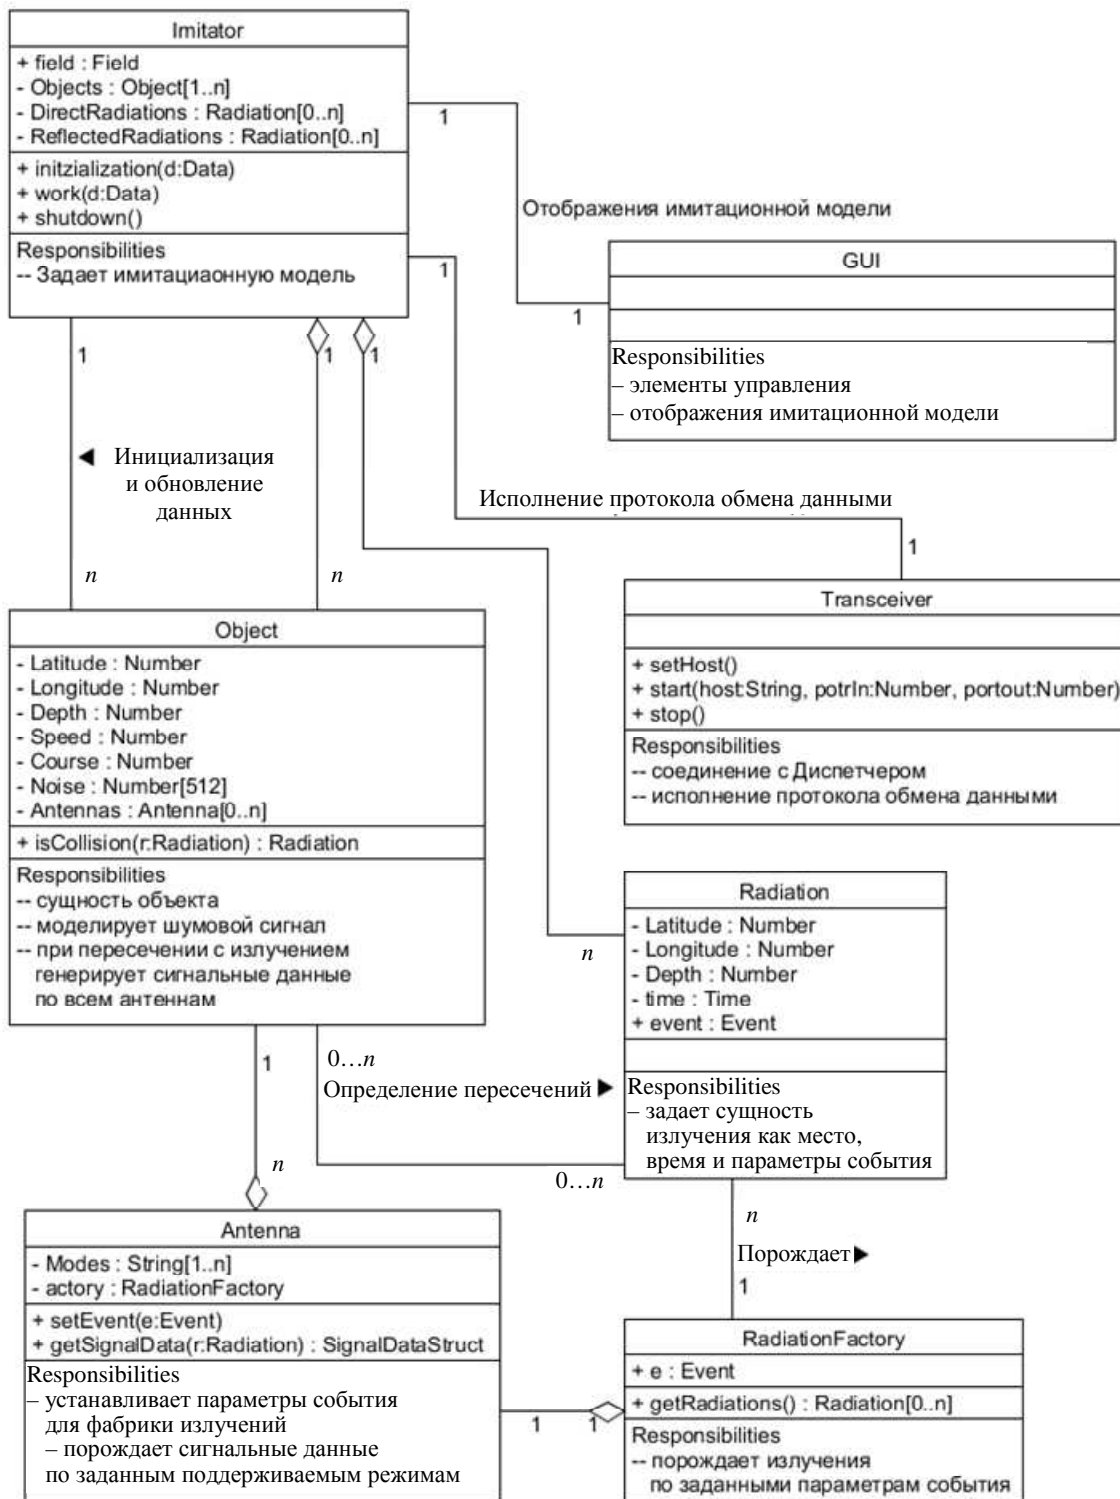 Imitator
+ field : Field
- Objects : Object[1..n]
- DirectRadiations : Radiation[0..n]
- ReflectedRadiations : Radiation[0..n]
+ initzialization(d:Data)
+ work(d:Data)
+ shutdown()
Responsibilities
-- Задает имитациаонную модель
1
Отображения имитационной модели
1
GUI
Responsibilities
– элементы управления
– отображения имитационной модели
1
1
1
1
◄ Инициализация
и обновление
данных
Исполнение протокола обмена данными
1
n
n
Object
- Latitude : Number
- Longitude : Number
- Depth : Number
- Speed : Number
- Course : Number
- Noise : Number[512]
- Antennas : Antenna[0..n]
+ isCollision(r:Radiation) : Radiation
Responsibilities
-- сущность объекта
-- моделирует шумовой сигнал
-- при пересечении с излучением
генерирует сигнальные данные
по всем антеннам
Transceiver
+ setHost()
+ start(host:String, potrIn:Number, portout:Number)
+ stop()
Responsibilities
-- соединение с Диспетчером
-- исполнение протокола обмена данными
n
Radiation
- Latitude : Number
- Longitude : Number
- Depth : Number
- time : Time
+ event : Event
Responsibilities
– задает сущность
излучения как место,
время и параметры события
1
0…n
Определение пересечений ►
n
0…n
n
Порождает►
1
Antenna
- Modes : String[1..n]
- actory : RadiationFactory
+ setEvent(e:Event)
+ getSignalData(r:Radiation) : SignalDataStruct
Responsibilities
– устанавливает параметры события
для фабрики излучений
– порождает сигнальные данные
по заданным поддерживаемым режимам
1
1
RadiationFactory
+ e : Event
+ getRadiations() : Radiation[0..n]
Responsibilities
-- порождает излучения
по заданными параметрам события